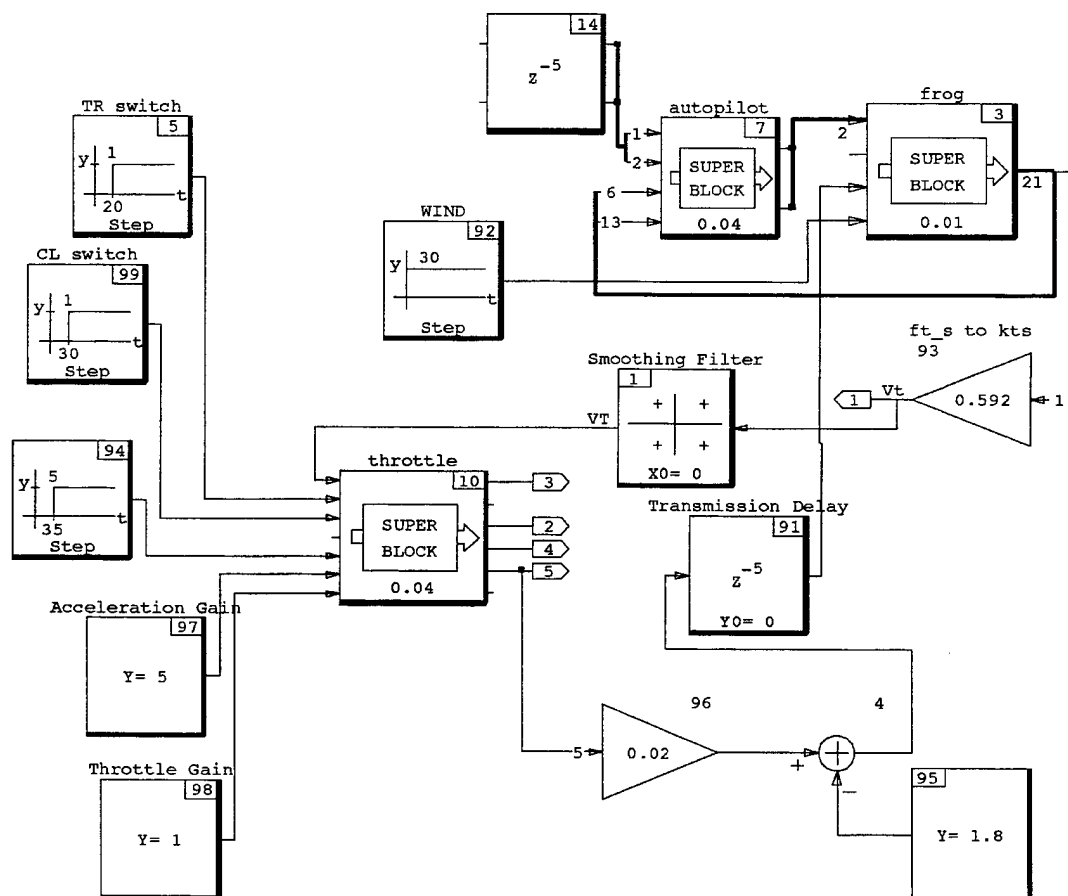 14
z⁻⁵
TR switch
5
y
1
t
20
Step
autopilot
7
1
2
6
13
SUPER
BLOCK
0.04
frog
3
2
SUPER
BLOCK
0.01
21
WIND
92
y
30
t
Step
CL switch
99
y
1
t
30
Step
ft_s to kts
93
0.592
1
Vt
1
Smoothing Filter
1
+ +
+ +
X0= 0
VT
94
y
5
t
35
Step
throttle
10
SUPER
BLOCK
0.04
3
2
4
5
Transmission Delay
91
z⁻⁵
Y0= 0
Acceleration Gain
97
Y= 5
96
5
0.02
4
+
+
−
Throttle Gain
98
Y= 1
95
Y= 1.8